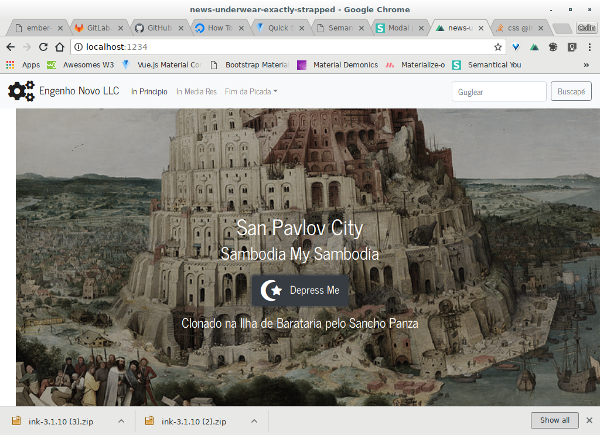 news-underwear-exactly-strapped - Google Chrome
ember GitLab GitHub How To Quick S Seman Modal news-u css @i Callie
localhost:1234
Apps Awesomes W3 Vue.js Material Co Bootstrap Material Material Demonics Materialize-o Semantical You
Engenho Novo LLC In Principio In Media Res Fim da Picada Guglear Buscapé
San Pavlov City
Sambodia My Sambodia
Depress Me
Clonado na Ilha de Barataria pelo Sancho Panza
ink-3.1.10 (3).zip ink-3.1.10 (2).zip Show all